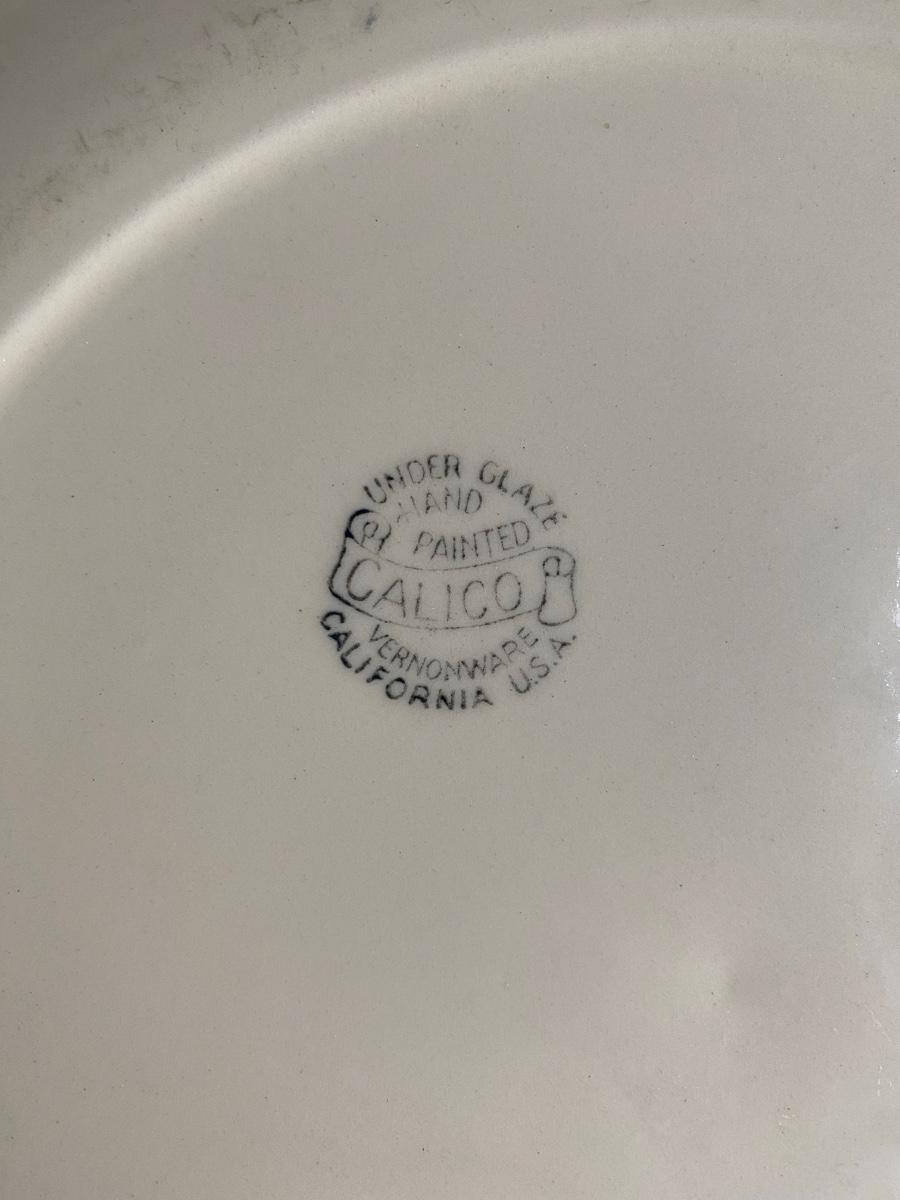 UNDER GLAZE
HAND
PAINTED
CALICO
VERNONWARE
CALIFORNIA U.S.A.